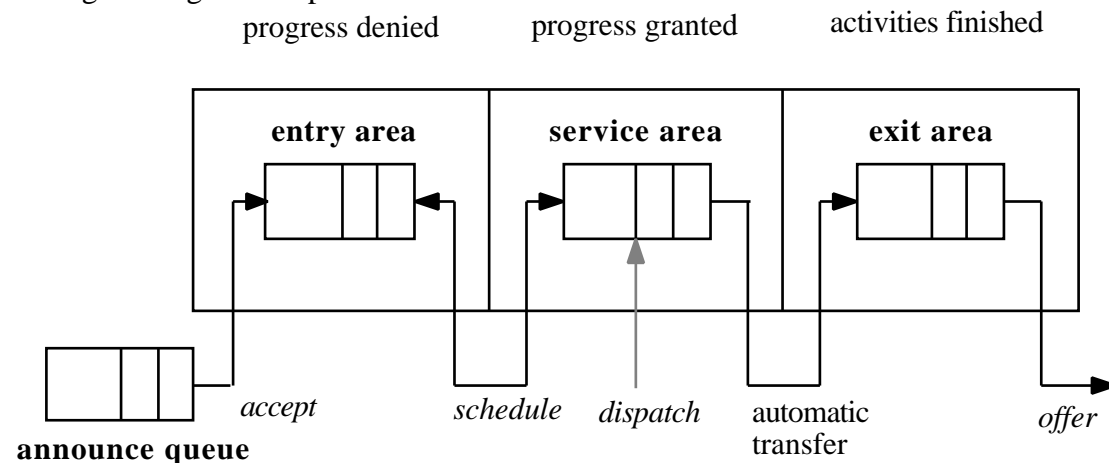 progress denied
progress granted
activities finished
entry area
service area
exit area
accept
schedule
dispatch
automatic
transfer
offer
announce queue